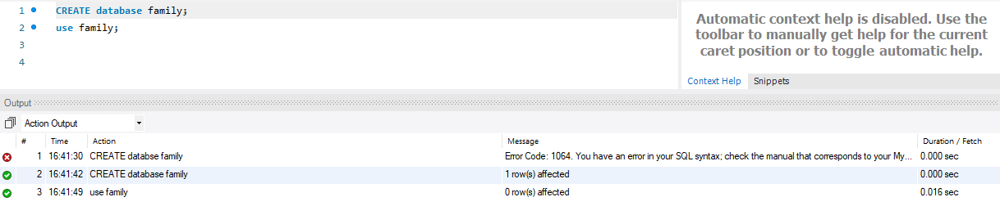 1 CREATE database family;
2 use family;
3
4
Automatic context help is disabled. Use the
toolbar to manually get help for the current
caret position or to toggle automatic help.
Context Help Snippets
Output
Action Output
# Time Action Message Duration / Fetch
1 16:41:30 CREATE databse family Error Code: 1064. You have an error in your SQL syntax; check the manual that corresponds to your My... 0.000 sec
2 16:41:42 CREATE database family 1 row(s) affected 0.000 sec
3 16:41:49 use family 0 row(s) affected 0.016 sec